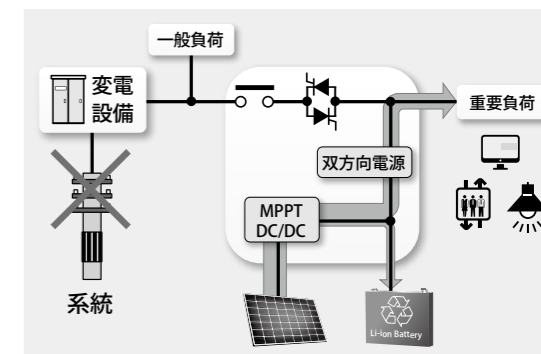 一般負荷
変電
設備
重要負荷
双方向電源
MPPT
DC/DC
系統
Li-ion Battery